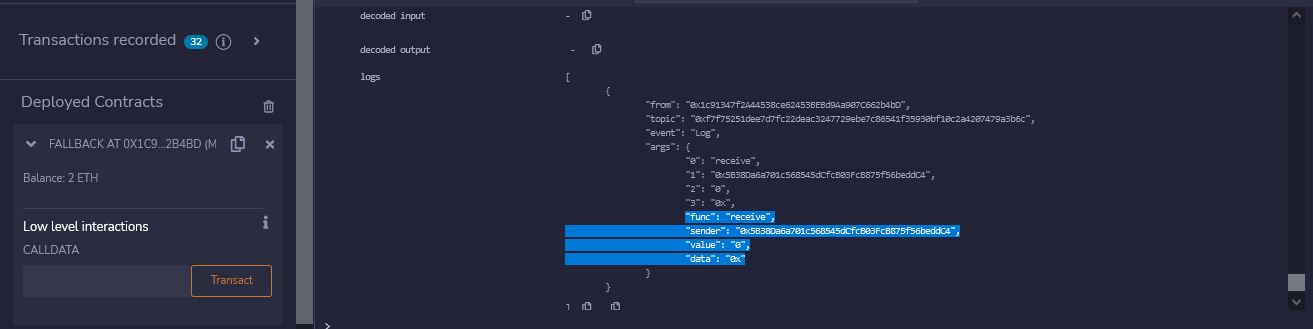 Transactions recorded 32 i >
Deployed Contracts
FALLBACK AT 0X1C9...2B4BD (M
Balance: 2 ETH
Low level interactions
CALLDATA
Transact
decoded input -
decoded output -
logs [
{
"from": "0x1c91347f2A44538ce62453BEBd9Aa907C662b4bD",
"topic": "0xf7f75251dee7d7fc22deac3247729ebe7c86541f35930bf10c2a4207479a3b6c",
"event": "Log",
"args": {
"0": "receive",
"1": "0x5B38Da6a701c568545dCfcB03FcB875f56beddC4",
"2": "0",
"3": "0x",
"func": "receive",
"sender": "0x5B38Da6a701c568545dCfcB03FcB875f56beddC4",
"value": "0",
"data": "0x"
}
}
]
>